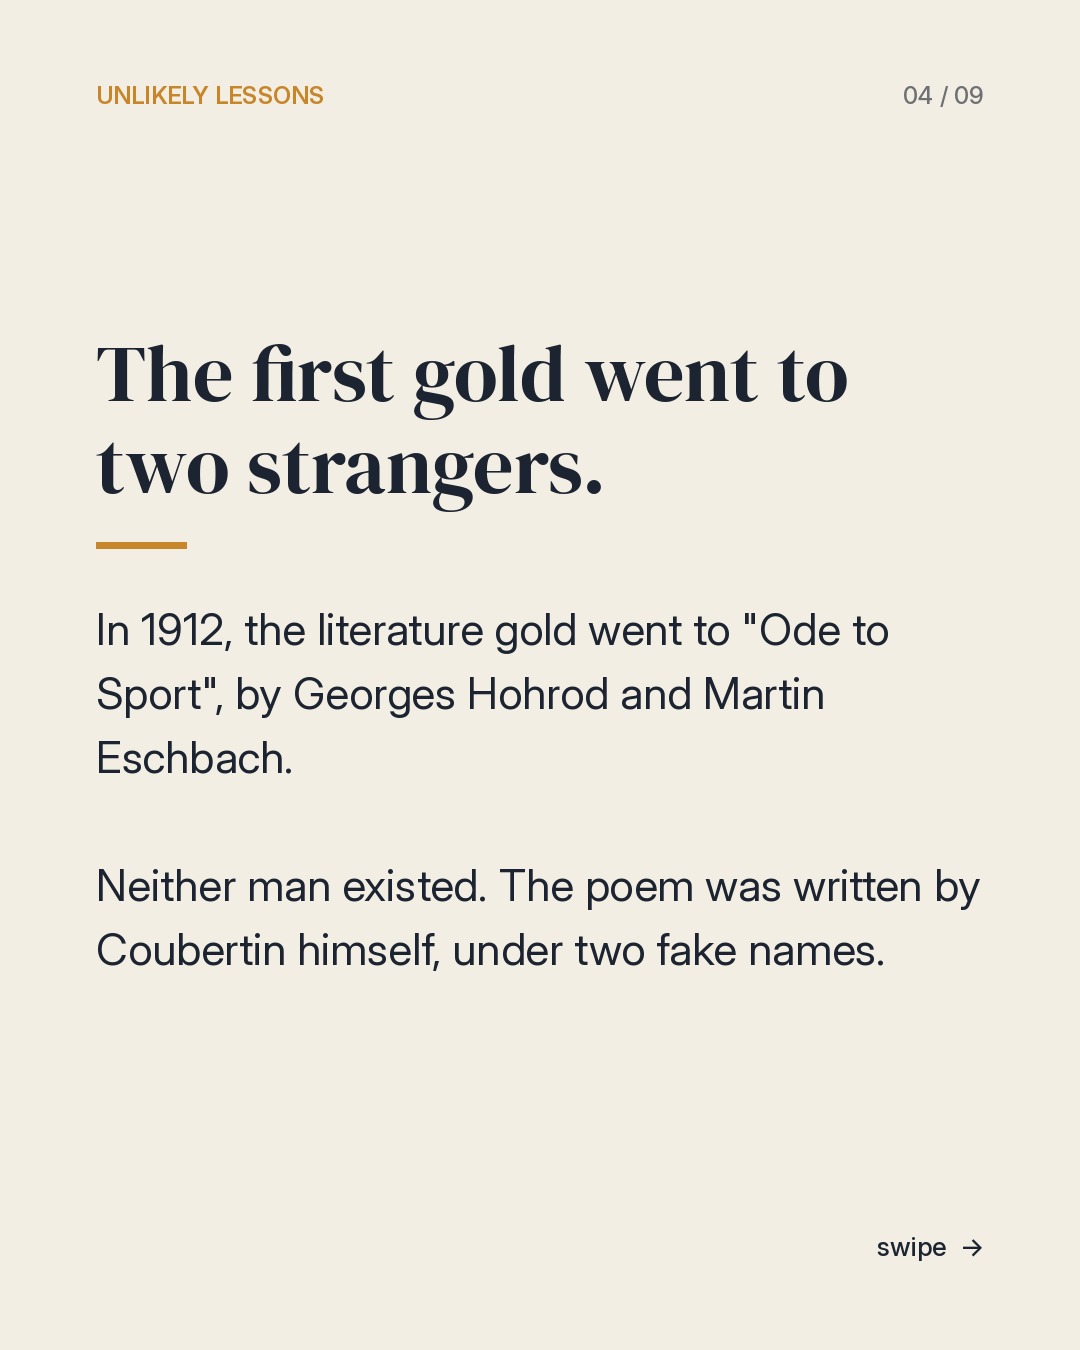 UNLIKELY LESSONS
04 / 09
The first gold went to
two strangers.
In 1912, the literature gold went to "Ode to
Sport", by Georges Hohrod and Martin
Eschbach.
Neither man existed. The poem was written by
Coubertin himself, under two fake names.
swipe →